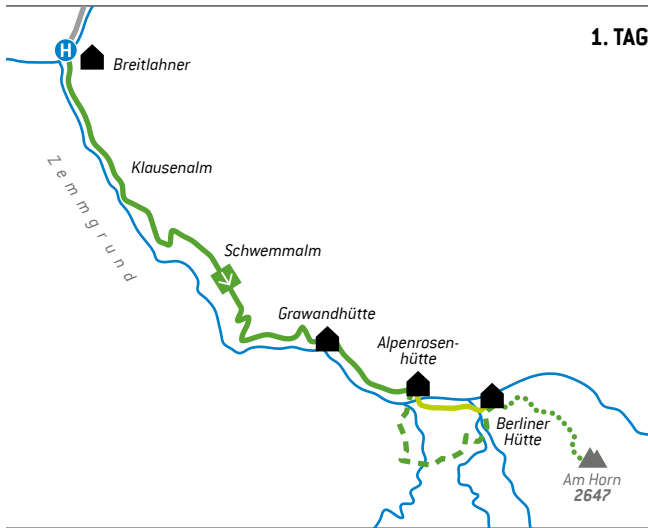 1. TAG
H
Breitlahner
Klausenalm
Zemmgrund
Schwemmalm
Grawandhütte
Alpenrosen-
hütte
Berliner
Hütte
Am Horn
2647